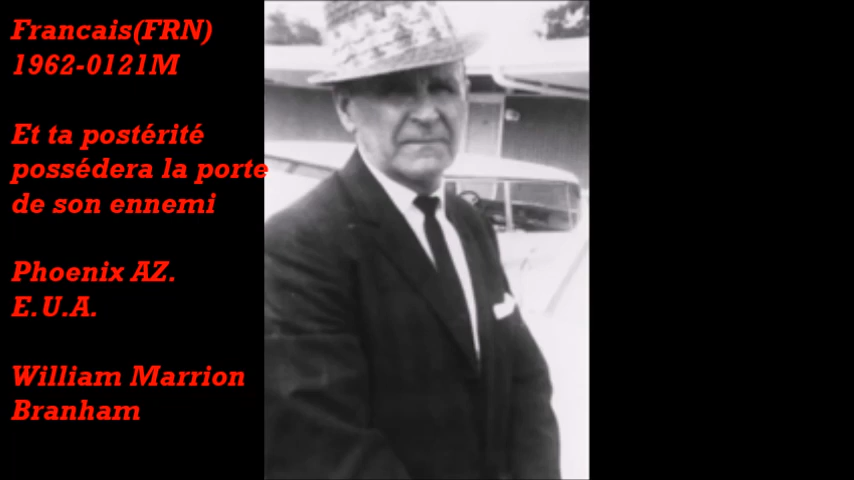 Francais(FRN)
1962-0121M
Et ta postérité
possédera la porte
de son ennemi
Phoenix AZ.
E.U.A.
William Marrion
Branham